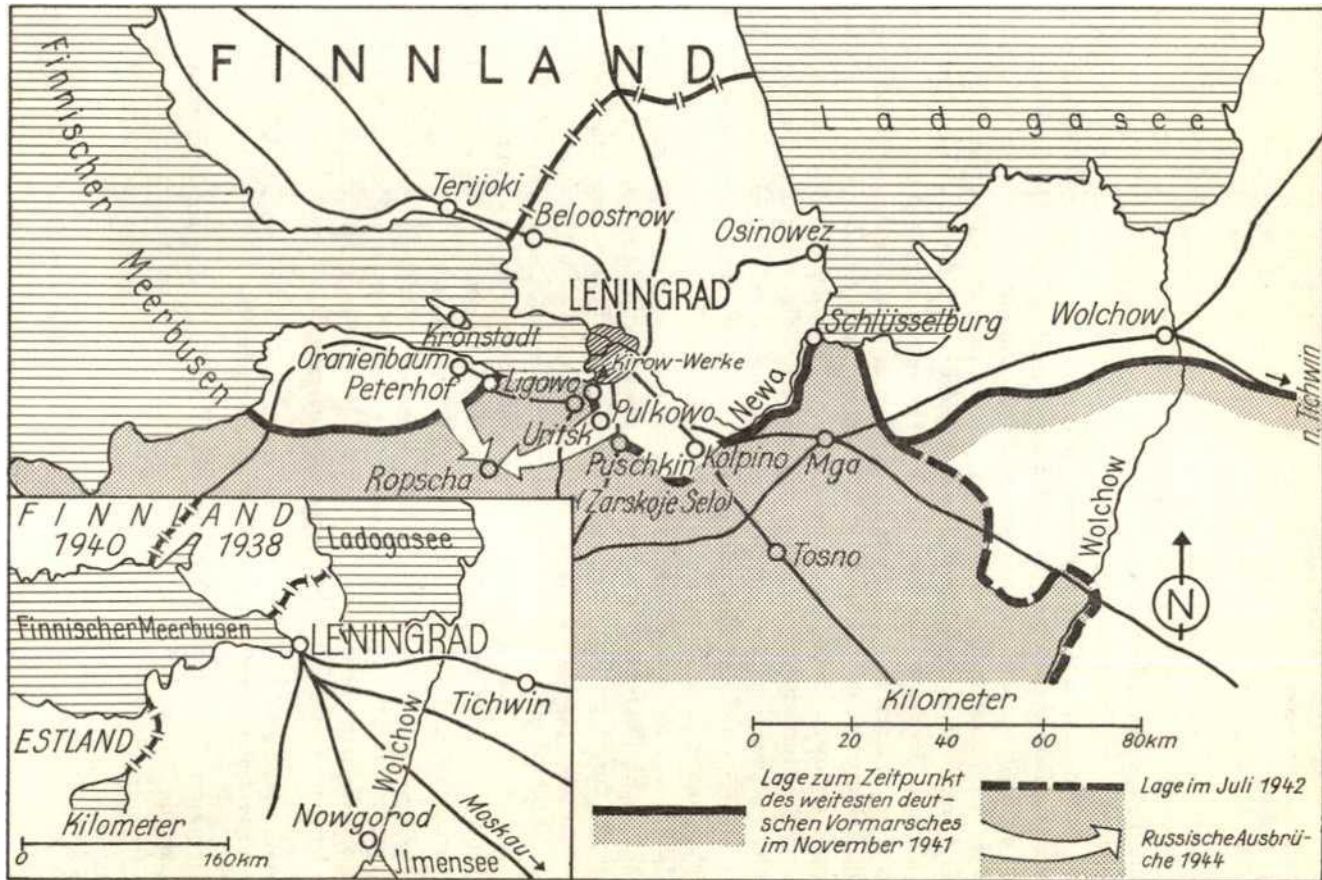 FINNLAND
Finnischer
Meerbusen
Ladogasee
Terijoki
Beloostrow
Osinowez
LENINGRAD
Kronstadt
Schlüsselburg
Wolchow
Kirow-Werke
Oranienbaum
Peterhof
Ligowo
Newa
n. Tichwin
Pulkowo
Uritsk
Puschkin
Kolpino
Mga
Ropscha
(Zarskoje Selo)
Wolchow
Tosno
N
FINNLAND
1940 1938
Ladogasee
Finnischer Meerbusen
LENINGRAD
Tichwin
ESTLAND
Wolchow
Moskau
Nowgorod
Ilmensee
Kilometer
0 160km
Kilometer
0 20 40 60 80km
Lage zum Zeitpunkt
des weitesten deut-
schen Vormarsches
im November 1941
Lage im Juli 1942
Russische Ausbrü-
che 1944